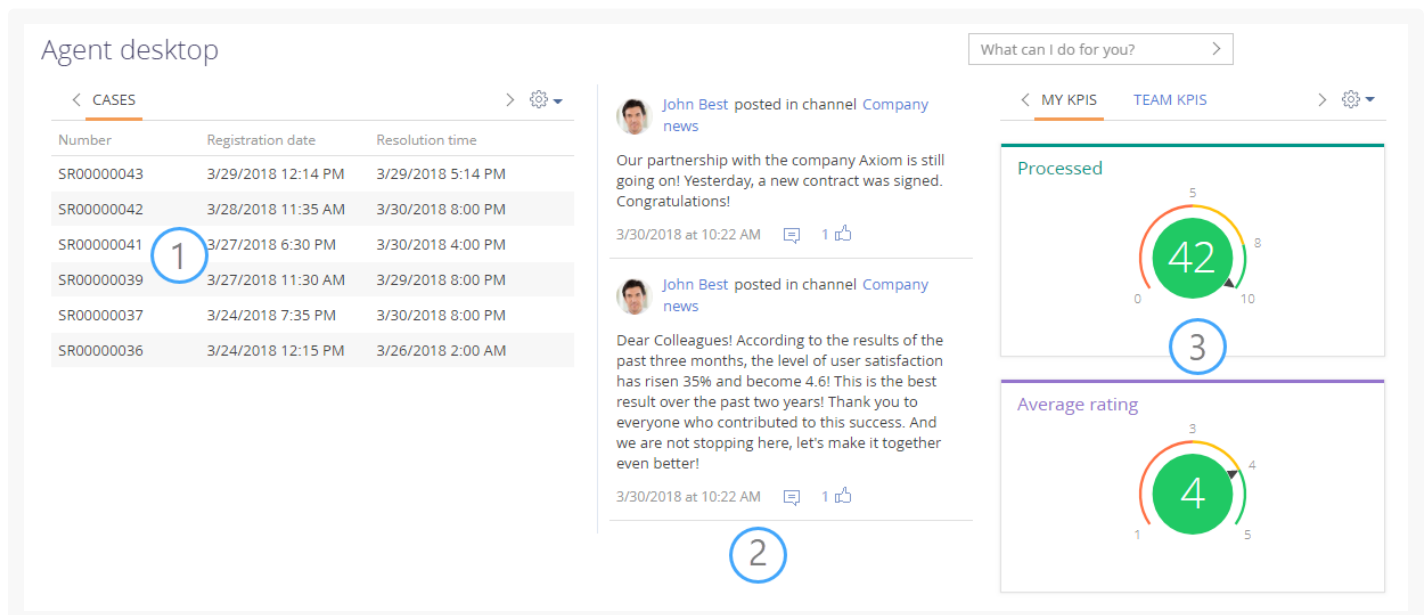 Agent desktop
What can I do for you?
CASES
Number Registration date Resolution time
SR00000043 3/29/2018 12:14 PM 3/29/2018 5:14 PM
SR00000042 3/28/2018 11:35 AM 3/30/2018 8:00 PM
SR00000041 3/27/2018 6:30 PM 3/30/2018 4:00 PM
SR00000039 3/27/2018 11:30 AM 3/29/2018 8:00 PM
SR00000037 3/24/2018 7:35 PM 3/30/2018 8:00 PM
SR00000036 3/24/2018 12:15 PM 3/26/2018 2:00 AM
1
John Best posted in channel Company
news
Our partnership with the company Axiom is still
going on! Yesterday, a new contract was signed.
Congratulations!
3/30/2018 at 10:22 AM 1
John Best posted in channel Company
news
Dear Colleagues! According to the results of the
past three months, the level of user satisfaction
has risen 35% and become 4.6! This is the best
result over the past two years! Thank you to
everyone who contributed to this success. And
we are not stopping here, let's make it together
even better!
3/30/2018 at 10:22 AM 1
2
MY KPIS TEAM KPIS
Processed
5
42 8
0 10
3
Average rating
3
4
4
1 5